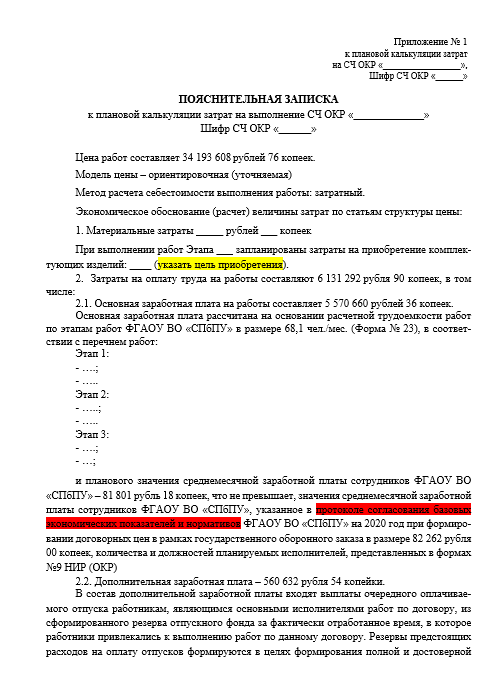 Приложение № 1
к плановой калькуляции затрат
на СЧ ОКР «________________»,
Шифр СЧ ОКР «______»
ПОЯСНИТЕЛЬНАЯ ЗАПИСКА
к плановой калькуляции затрат на выполнение СЧ ОКР «______________»
Шифр СЧ ОКР «______»
Цена работ составляет 34 193 608 рублей 76 копеек.
Модель цены – ориентировочная (уточняемая)
Метод расчета себестоимости выполнения работы: затратный.
Экономическое обоснование (расчет) величины затрат по статьям структуры цены:
1. Материальные затраты _____ рублей ___ копеек
При выполнении работ Этапа ___ запланированы затраты на приобретение комплек-
тующих изделий: ____ (указать цель приобретения).
2. Затраты на оплату труда на работы составляют 6 131 292 рубля 90 копеек, в том
числе:
2.1. Основная заработная плата на работы составляет 5 570 660 рублей 36 копеек.
Основная заработная плата рассчитана на основании расчетной трудоемкости работ
по этапам работ ФГАОУ ВО «СПбПУ» в размере 68,1 чел./мес. (Форма № 23), в соответ-
ствии с перечнем работ:
Этап 1:
- ….;
- …..
Этап 2:
- …..;
- …..
Этап 3:
- ….;
- …;
и планового значения среднемесячной заработной платы сотрудников ФГАОУ ВО
«СПбПУ» – 81 801 рубль 18 копеек, что не превышает, значения среднемесячной заработной
платы сотрудников ФГАОУ ВО «СПбПУ», указанное в протоколе согласования базовых
экономических показателей и нормативов ФГАОУ ВО «СПбПУ» на 2020 год при формиро-
вании договорных цен в рамках государственного оборонного заказа в размере 82 262 рубля
00 копеек, количества и должностей планируемых исполнителей, представленных в формах
№9 НИР (ОКР)
2.2. Дополнительная заработная плата – 560 632 рубля 54 копейки.
В состав дополнительной заработной платы входят выплаты очередного оплачивае-
мого отпуска работникам, являющимся основными исполнителями работ по договору, из
сформированного резерва отпускного фонда за фактически отработанное время, в которое
работники привлекались к выполнению работ по данному договору. Резервы предстоящих
расходов на оплату отпусков формируются в целях формирования полной и достоверной